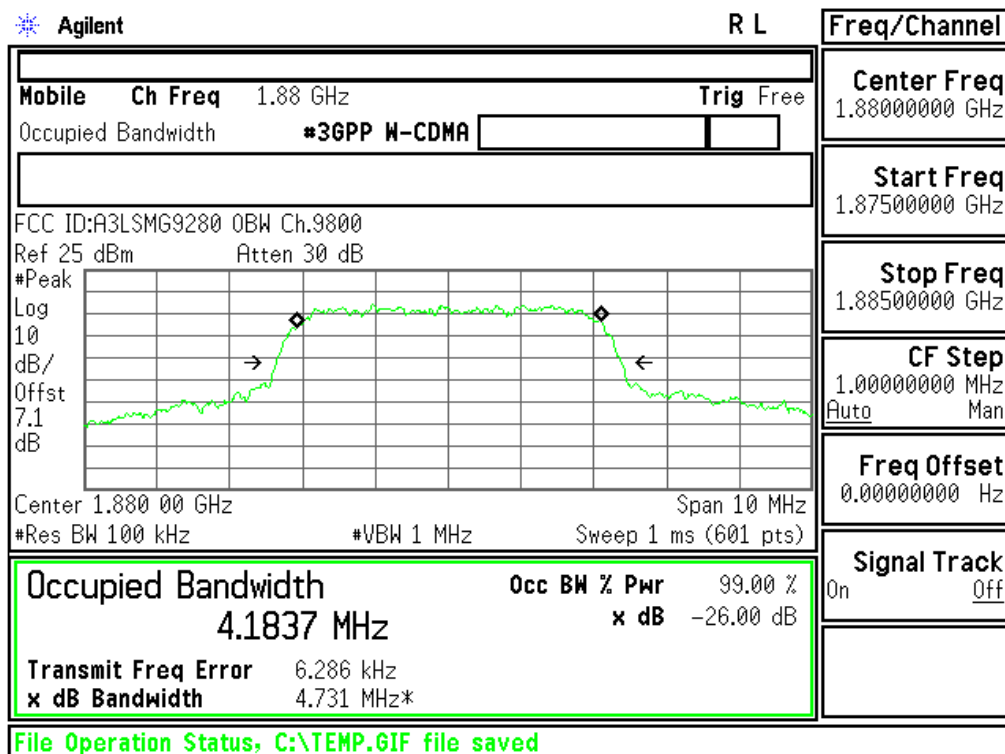 Agilent
R L
Freq/Channel
Mobile Ch Freq 1.88 GHz Trig Free
Occupied Bandwidth #3GPP W-CDMA
FCC ID:A3LSMG9280 OBW Ch.9800
Ref 25 dBm Atten 30 dB
#Peak
Log
10
dB/
Offst
7.1
dB
Center 1.880 00 GHz Span 10 MHz
#Res BW 100 kHz #VBW 1 MHz Sweep 1 ms (601 pts)
Occupied Bandwidth
4.1837 MHz
Occ BW % Pwr 99.00 %
x dB -26.00 dB
Transmit Freq Error 6.286 kHz
x dB Bandwidth 4.731 MHz*
File Operation Status, C:\TEMP.GIF file saved
Center Freq
1.88000000 GHz
Start Freq
1.87500000 GHz
Stop Freq
1.88500000 GHz
CF Step
1.00000000 MHz
Auto Man
Freq Offset
0.00000000 Hz
Signal Track
On Off